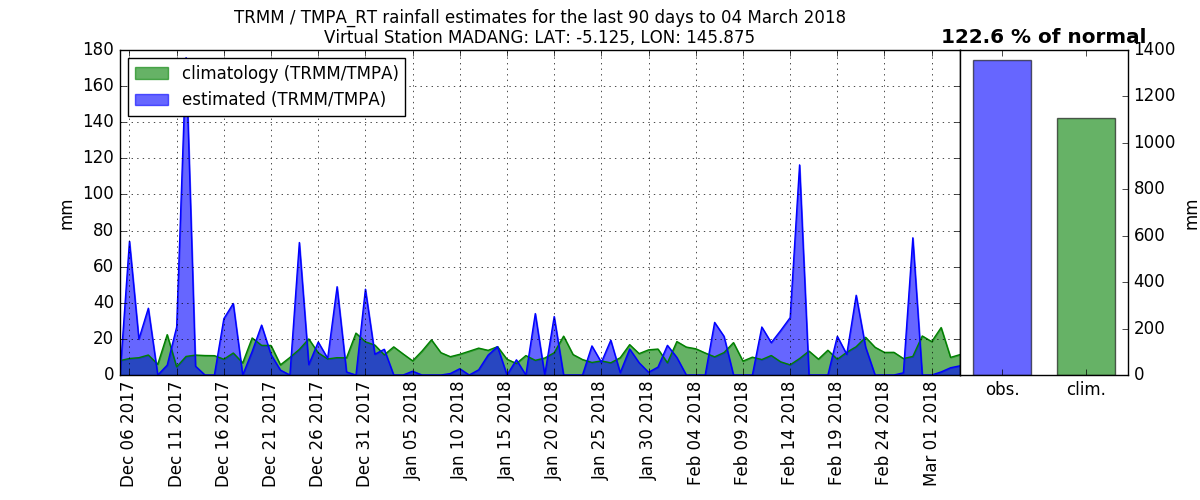 TRMM / TMPA_RT rainfall estimates for the last 90 days to 04 March 2018
Virtual Station MADANG: LAT: -5.125, LON: 145.875
122.6 % of normal
climatology (TRMM/TMPA)
estimated (TRMM/TMPA)
mm
180
160
140
120
100
80
60
40
20
0
Dec 06 2017
Dec 11 2017
Dec 16 2017
Dec 21 2017
Dec 26 2017
Dec 31 2017
Jan 05 2018
Jan 10 2018
Jan 15 2018
Jan 20 2018
Jan 25 2018
Jan 30 2018
Feb 04 2018
Feb 09 2018
Feb 14 2018
Feb 19 2018
Feb 24 2018
Mar 01 2018
obs.
clim.
1400
1200
1000
800
600
400
200
0
mm